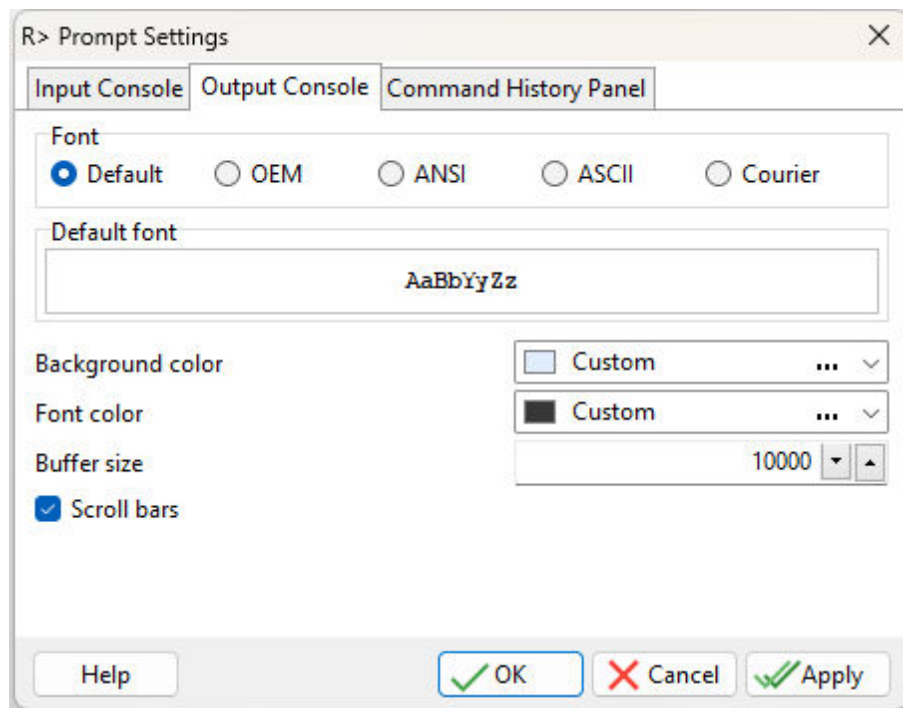 R> Prompt Settings
Input Console Output Console Command History Panel
Font
Default OEM ANSI ASCII Courier
Default font
AaBbYyZz
Background color Custom ...
Font color Custom ...
Buffer size 10000
Scroll bars
Help OK Cancel Apply